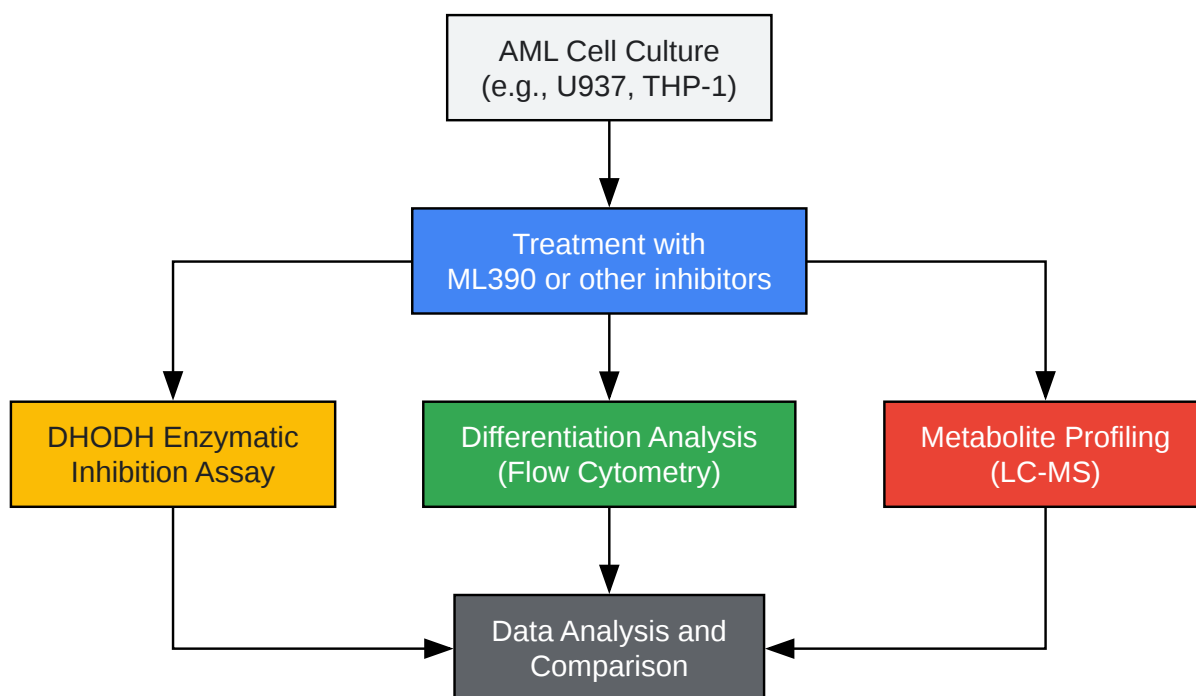 AML Cell Culture
(e.g., U937, THP-1)
Treatment with
ML390 or other inhibitors
DHODH Enzymatic
Inhibition Assay
Differentiation Analysis
(Flow Cytometry)
Metabolite Profiling
(LC-MS)
Data Analysis and
Comparison